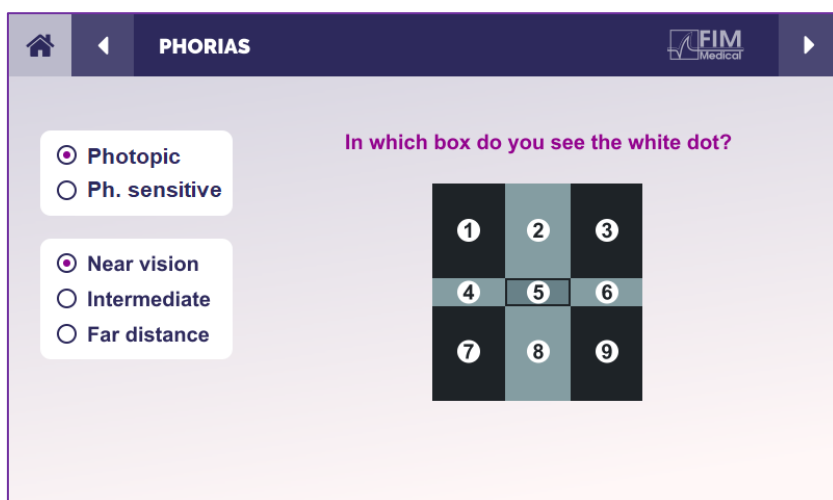 PHORIAS
FIM
Medical
Photopic
Ph. sensitive
Near vision
Intermediate
Far distance
In which box do you see the white dot?
1 2 3
4 5 6
7 8 9